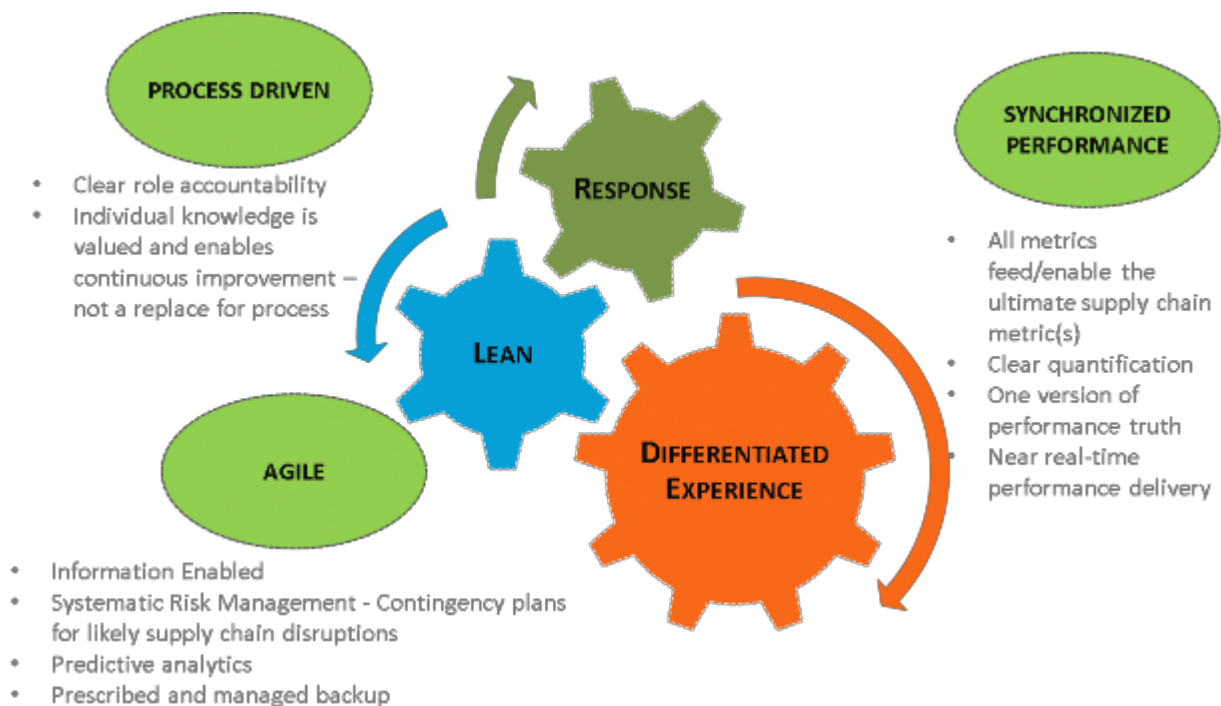 PROCESS DRIVEN
• Clear role accountability
• Individual knowledge is
valued and enables
continuous improvement –
not a replace for process
RESPONSE
LEAN
DIFFERENTIATED
EXPERIENCE
SYNCHRONIZED
PERFORMANCE
• All metrics
feed/enable the
ultimate supply chain
metric(s)
• Clear quantification
• One version of
performance truth
• Near real-time
performance delivery
AGILE
• Information Enabled
• Systematic Risk Management - Contingency plans
for likely supply chain disruptions
• Predictive analytics
• Prescribed and managed backup